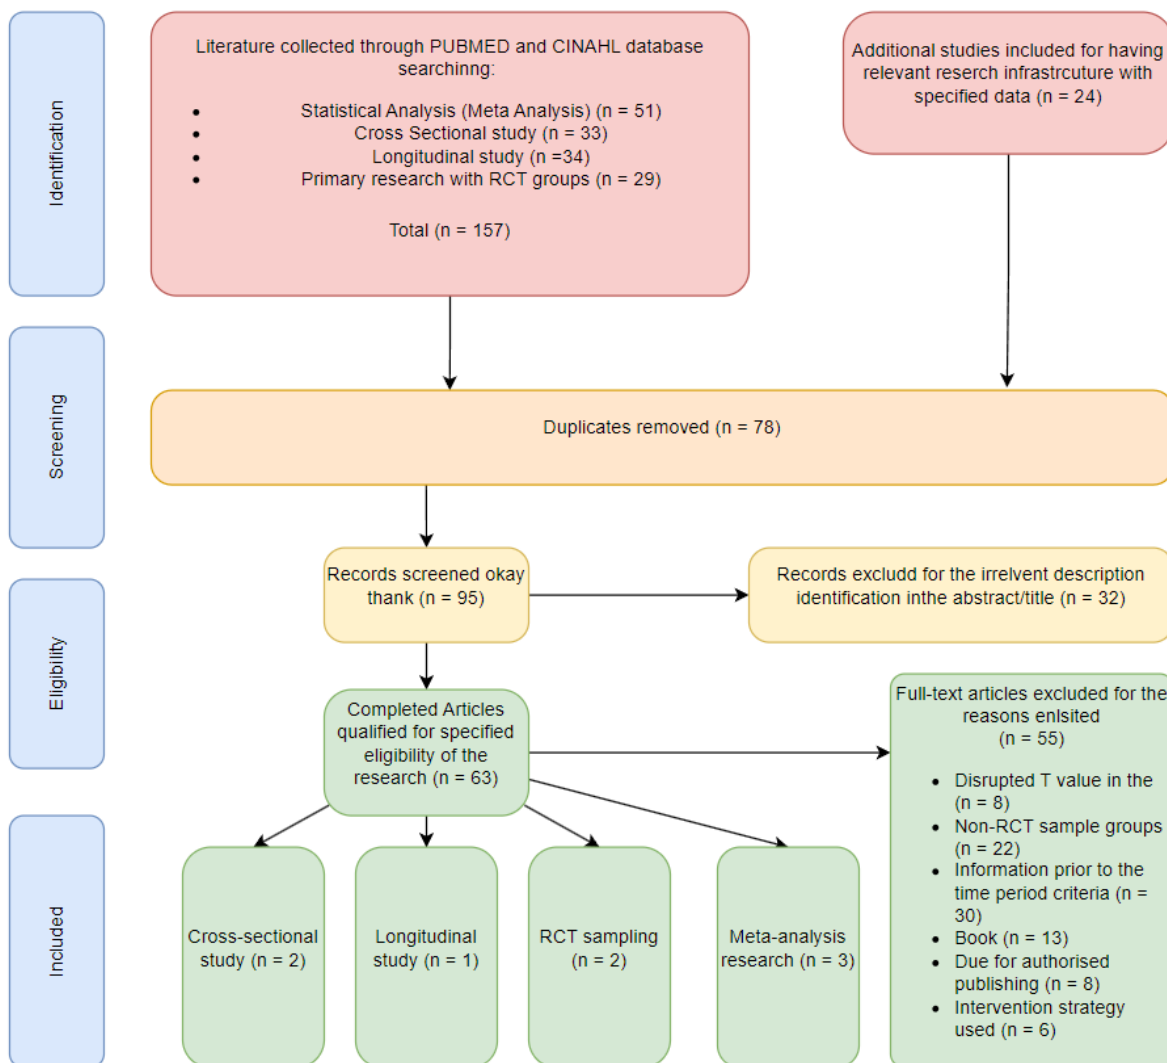 Identification
Literature collected through PUBMED and CINAHL database
searchinng:
• Statistical Analysis (Meta Analysis) (n = 51)
• Cross Sectional study (n = 33)
• Longitudinal study (n =34)
• Primary research with RCT groups (n = 29)
Total (n = 157)
Additional studies included for having
relevant reserch infrastrcuture with
specified data (n = 24)
Screening
Duplicates removed (n = 78)
Records screened okay
thank (n = 95)
Records excludd for the irrelvent description
identification inthe abstract/title (n = 32)
Eligibility
Completed Articles
qualified for specified
eligibility of the
research (n = 63)
Full-text articles excluded for the
reasons enlsited
(n = 55)
• Disrupted T value in the
(n = 8)
• Non-RCT sample groups
(n = 22)
• Information prior to the
time period criteria (n =
30)
• Book (n = 13)
• Due for authorised
publishing (n = 8)
• Intervention strategy
used (n = 6)
Included
Cross-sectional
study (n = 2)
Longitudinal
study (n = 1)
RCT sampling
(n = 2)
Meta-analysis
research (n = 3)